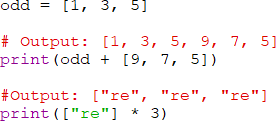 odd = [1, 3, 5]
# Output: [1, 3, 5, 9, 7, 5]
print(odd + [9, 7, 5])
#Output: ["re", "re", "re"]
print(["re"] * 3)